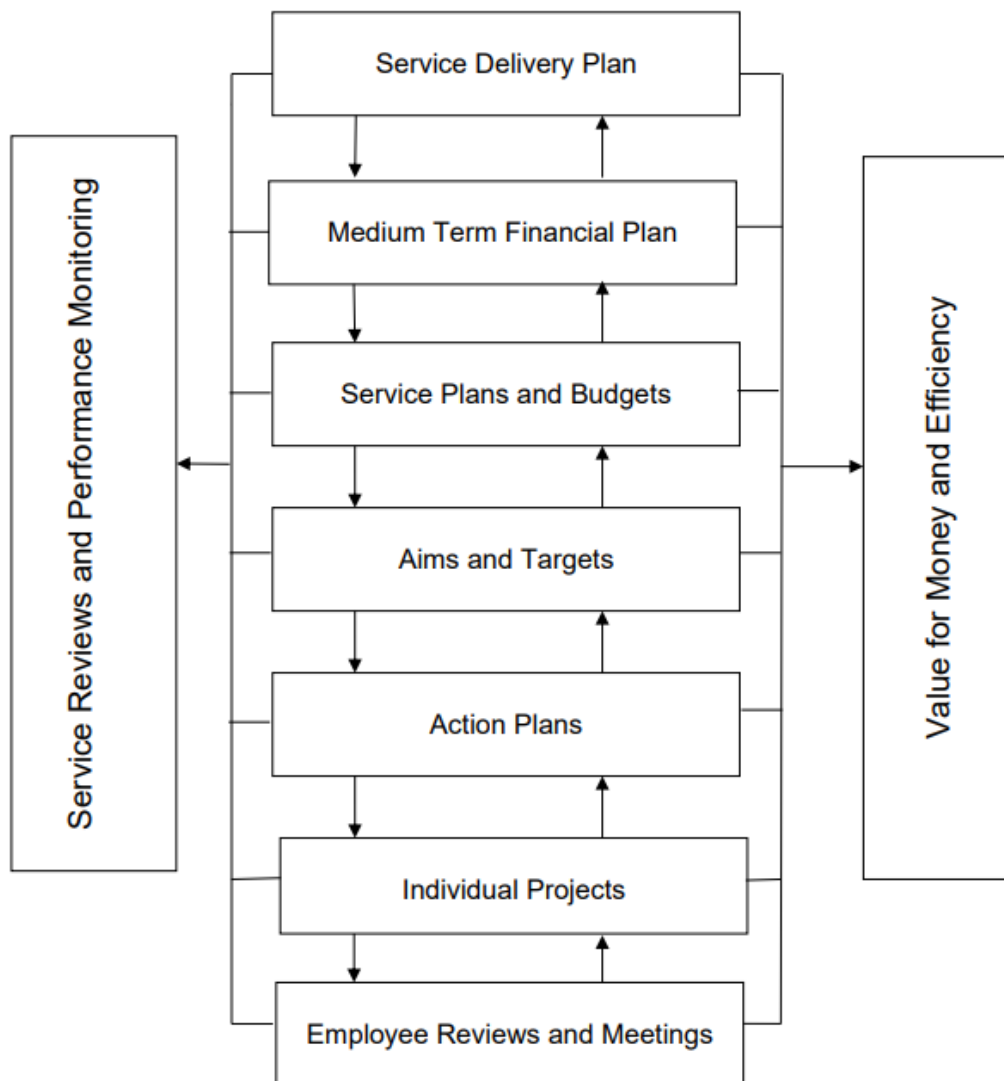 Service Delivery Plan
Medium Term Financial Plan
Service Plans and Budgets
Aims and Targets
Action Plans
Individual Projects
Employee Reviews and Meetings
Service Reviews and Performance Monitoring
Value for Money and Efficiency